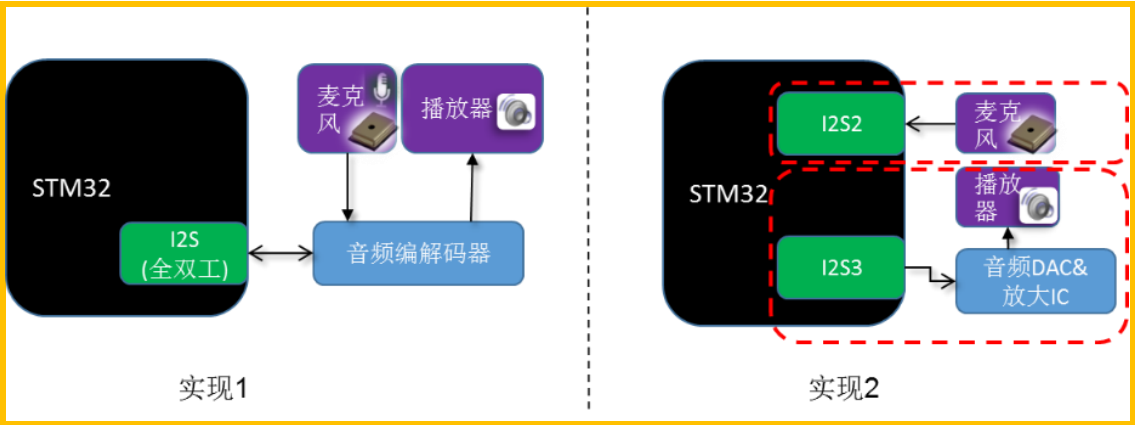 STM32
I2S
(全双工)
麦克
风
播放器
音频编解码器
实现1
STM32
I2S2
麦克
风
播放
器
I2S3
音频DAC&
放大IC
实现2